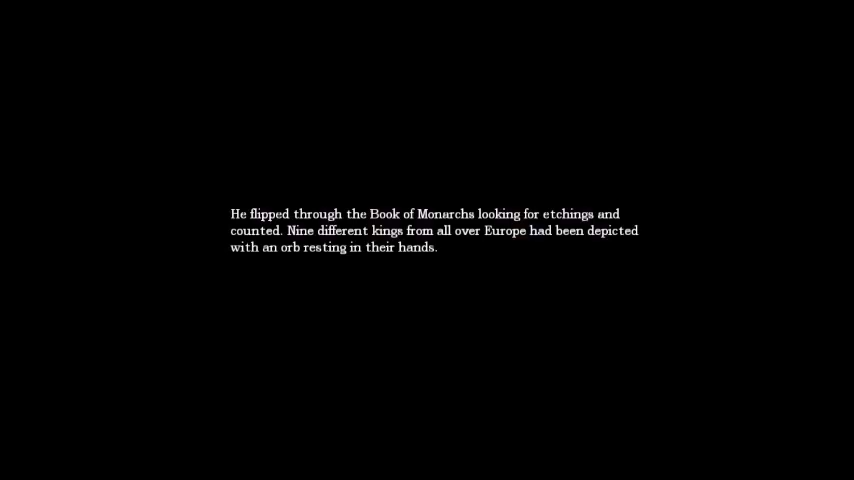 He flipped through the Book of Monarchs looking for etchings and
counted. Nine different kings from all over Europe had been depicted
with an orb resting in their hands.